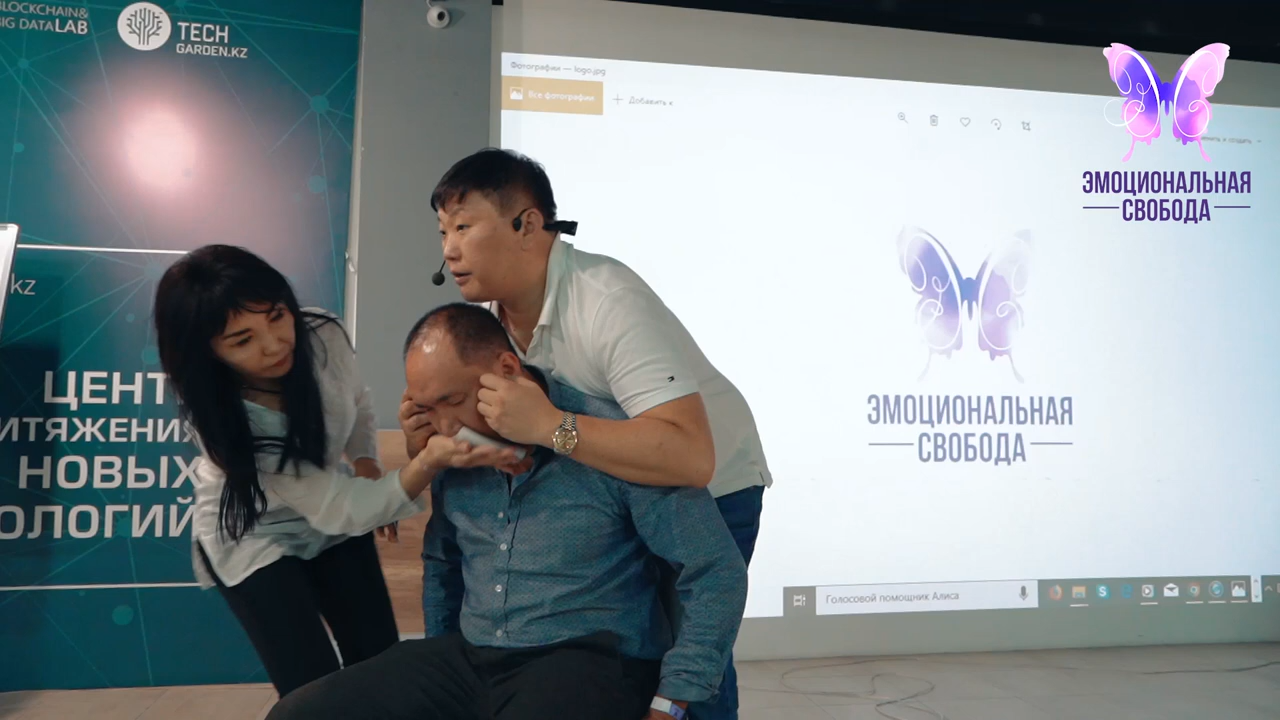 BLOCKCHAIN&
BIG DATALAB
TECH
GARDEN.KZ
kz
ЦЕНТ
ИТЯЖЕНИЯ
НОВЫХ
ОЛОГИЙ
Фотографии — logo.jpg
Все фотографии
Добавить к
ЭМОЦИОНАЛЬНАЯ
СВОБОДА
Голосовой помощник Алиса
ЭМОЦИОНАЛЬНАЯ
СВОБОДА